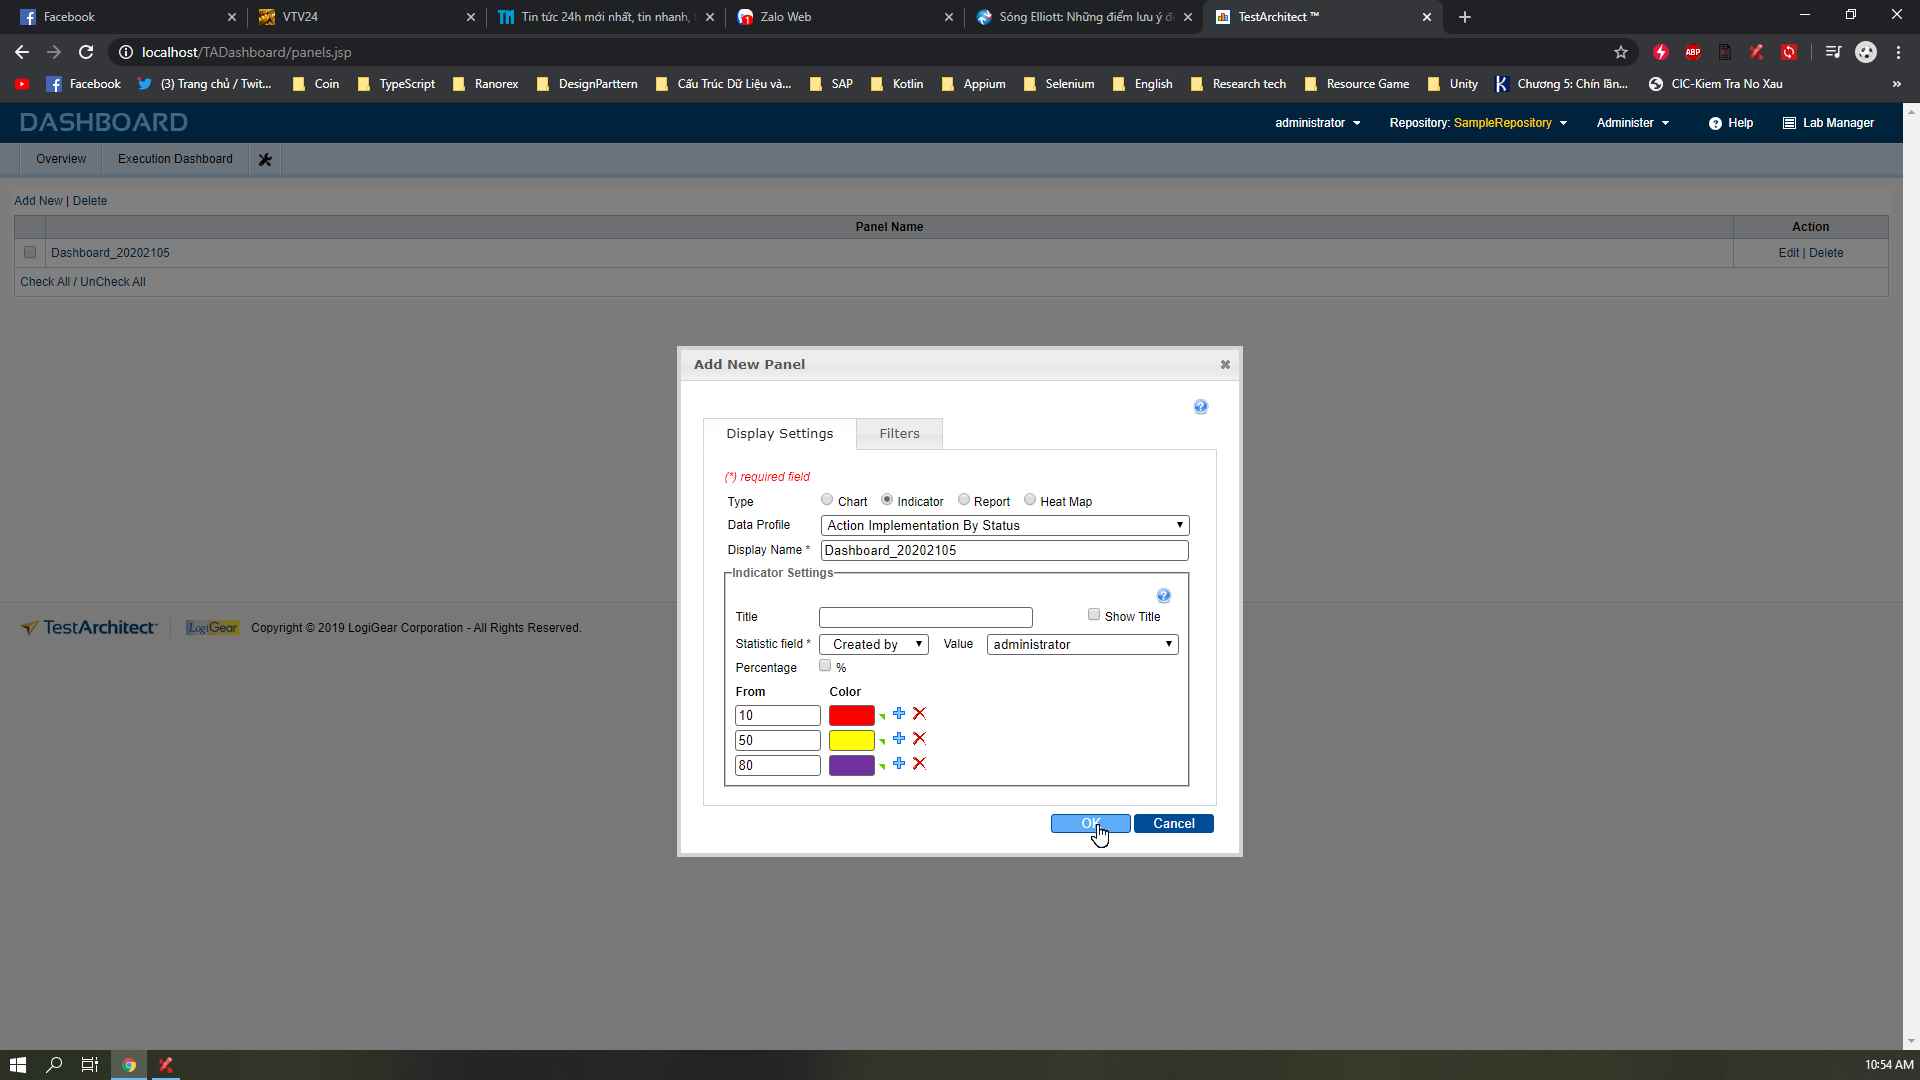 Facebook
VTV24
Tin tức 24h mới nhất, tin nhanh,
Zalo Web
Sóng Elliott: Những điểm lưu ý
TestArchitect ™
localhost/TADashboard/panels.jsp
ABP
Facebook
(3) Trang chủ / Twit...
Coin
TypeScript
Ranorex
DesignParttern
Cấu Trúc Dữ Liệu và...
SAP
Kotlin
Appium
Selenium
English
Research tech
Resource Game
Unity
Chương 5: Chín lăn...
CIC-Kiem Tra No Xau
»
DASHBOARD
administrator
Repository: SampleRepository
Administer
Help
Lab Manager
Overview
Execution Dashboard
Add New | Delete
Panel Name
Action
Dashboard_20202105
Edit | Delete
Check All / UnCheck All
Add New Panel
Display Settings
Filters
(*) required field
Type
Chart
Indicator
Report
Heat Map
Data Profile
Action Implementation By Status
Display Name *
Dashboard_20202105
Indicator Settings
Title
Show Title
Statistic field *
Created by
Value
administrator
Percentage
%
From
Color
10
50
80
OK
Cancel
TestArchitect™
LogiGear
Copyright © 2019 LogiGear Corporation - All Rights Reserved.
10:54 AM